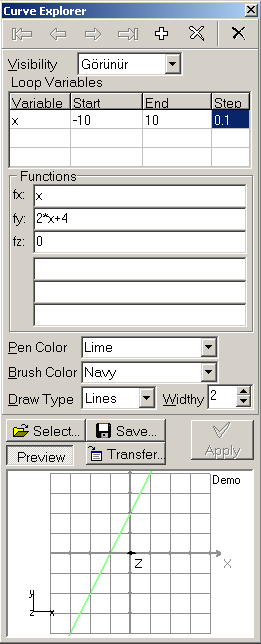 Curve Explorer
Visibility Görünür
Loop Variables
Variable Start End Step
x -10 10 0.1
Functions
fx: x
fy: 2*x+4
fz: 0
Pen Color Lime
Brush Color Navy
Draw Type Lines Widthy 2
Select... Save... Apply
Preview Transfer...
Demo
Z X
y
z x